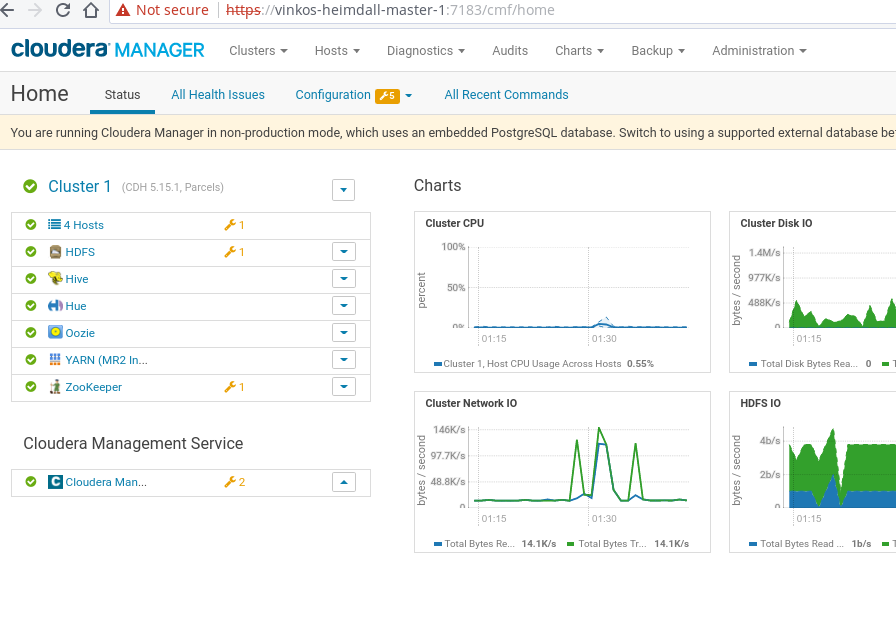 Not secure https://vinkos-heimdall-master-1:7183/cmf/home
cloudera MANAGER Clusters Hosts Diagnostics Audits Charts Backup Administration
Home Status All Health Issues Configuration 5 All Recent Commands
You are running Cloudera Manager in non-production mode, which uses an embedded PostgreSQL database. Switch to using a supported external database be
Cluster 1 (CDH 5.15.1, Parcels)
4 Hosts 1
HDFS 1
Hive
Hue
Oozie
YARN (MR2 In...
ZooKeeper 1
Cloudera Management Service
Cloudera Man... 2
Charts
Cluster CPU
percent
100%
50%
0%
01:15 01:30
Cluster 1, Host CPU Usage Across Hosts 0.55%
Cluster Disk IO
bytes / second
1.4M/s
977K/s
488K/s
0
01:15
Total Disk Bytes Rea... 0 T
Cluster Network IO
bytes / second
146K/s
97.7K/s
48.8K/s
0
01:15 01:30
Total Bytes Re... 14.1K/s Total Bytes Tr... 14.1K/s
HDFS IO
bytes / second
4b/s
2b/s
0
01:15
Total Bytes Read ... 1b/s T